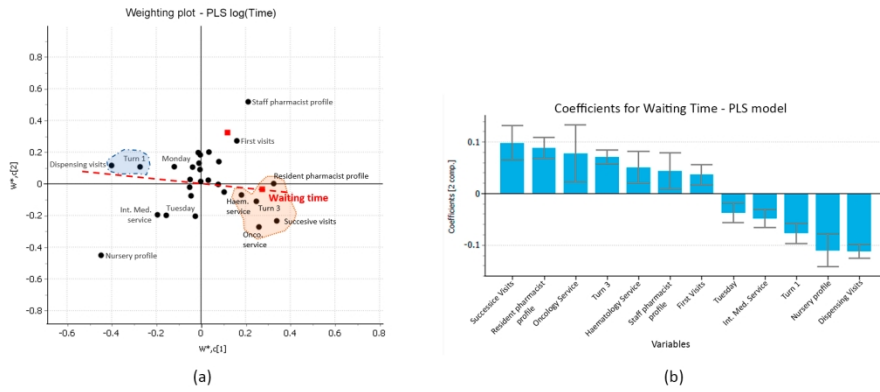 Weighting plot - PLS log(Time)
0.8
0.6
0.4
0.2
0
-0.2
-0.4
-0.6
-0.8
W*,c[2]
Staff pharmacist profile
First visits
Dispensing visits
Turn 1
Monday
Resident pharmacist profile
Waiting time
Haem.
service
Turn 3
Int. Med.
service
Tuesday
Succesive visits
Onco.
service
Nursery profile
-0.6
-0.4
-0.2
0
0.2
0.4
0.6
0.8
W*,c[1]
(a)
Coefficients for Waiting Time - PLS model
Coefficients [2 comp.]
0.1
0
-0.1
Successice Visits
Resident pharmacist
profile
Oncology Service
Turn 3
Haematology Service
Staff pharmacist
profile
First Visits
Tuesday
Int. Med. Service
Turn 1
Nursery profile
Dispensing Visits
Variables
(b)